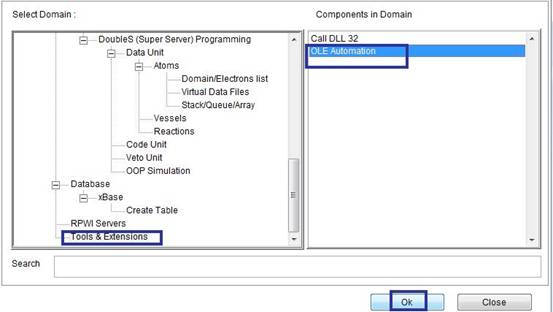 Select Domain :
Components in Domain
DoubleS (Super Server) Programming
Data Unit
Atoms
Domain/Electrons list
Virtual Data Files
Stack/Queue/Array
Vessels
Reactions
Code Unit
Veto Unit
OOP Simulation
Database
xBase
Create Table
RPWI Servers
Tools & Extensions
Call DLL 32
OLE Automation
Search
Ok
Close